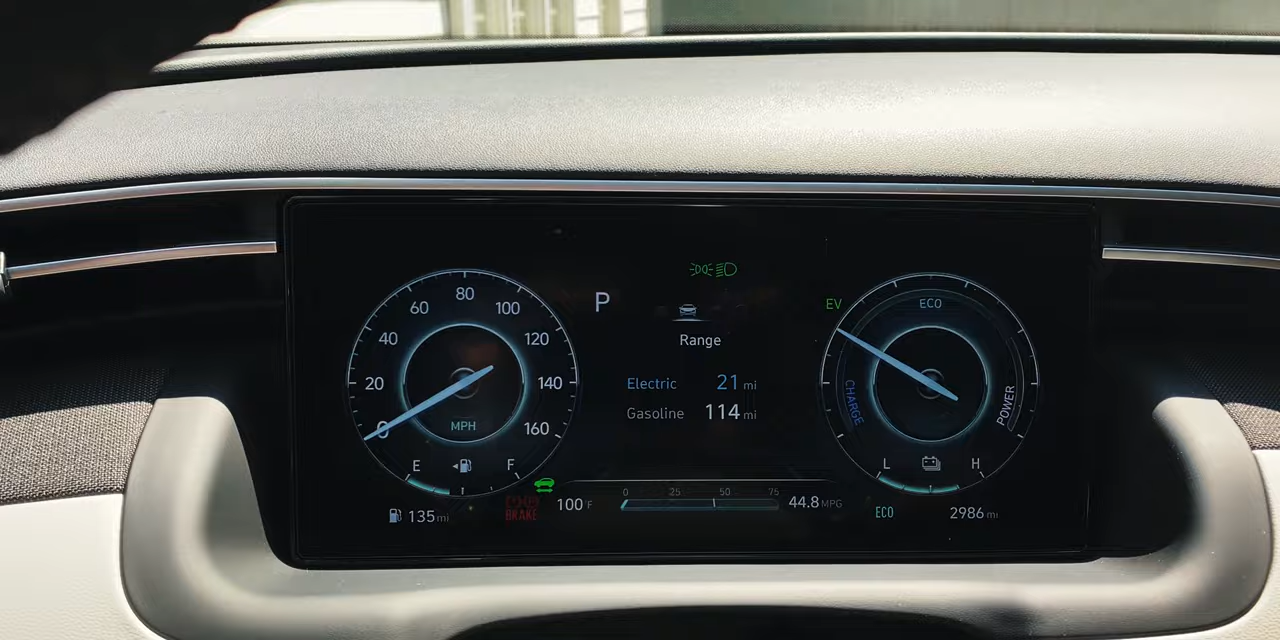 80
60 100
40 120
20 140
0 160
MPH
E F
135 mi
P
Range
Electric 21 mi
Gasoline 114 mi
BRAKE
100°F
0 25 50 75
44.8 MPG
EV
ECO
CHARGE
POWER
L H
ECO
2986 mi